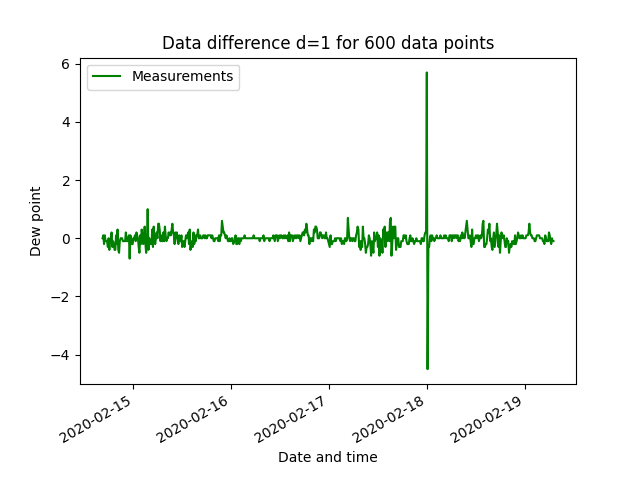 Data difference d=1 for 600 data points
Measurements
6
4
2
0
−2
−4
Dew point
2020-02-15
2020-02-16
2020-02-17
2020-02-18
2020-02-19
Date and time